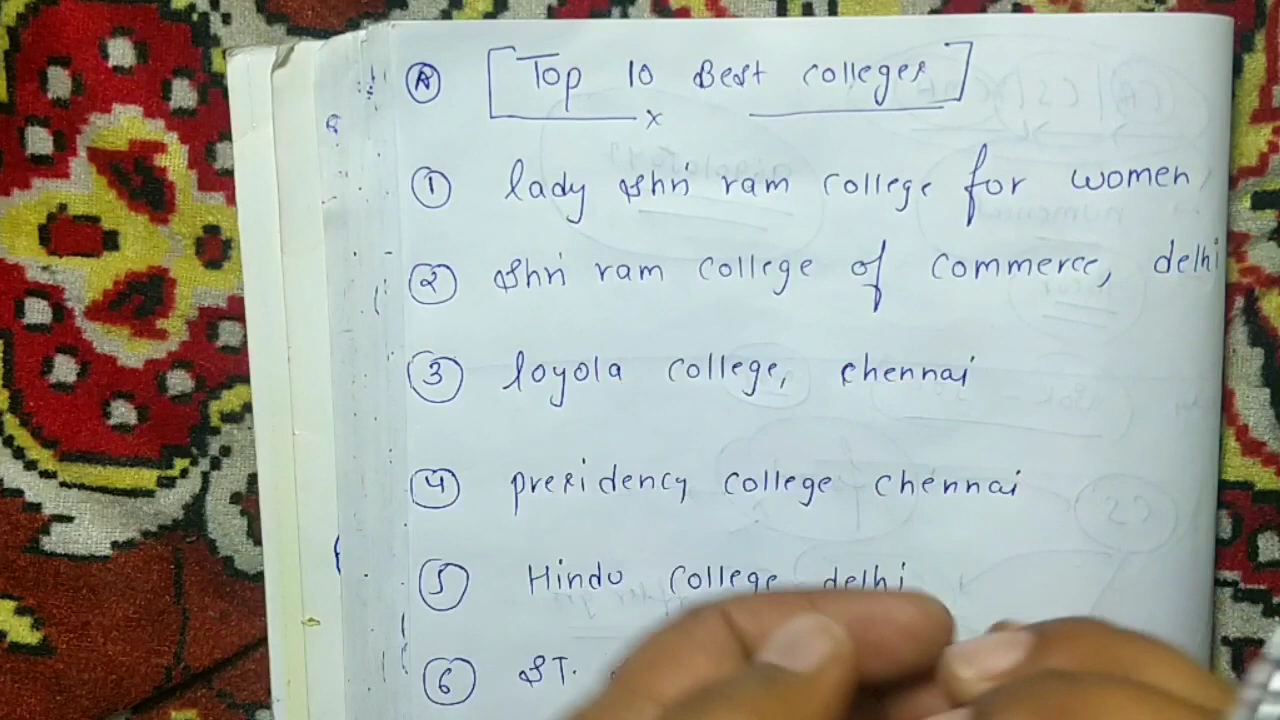 R [Top 10 Best colleges]
x
1 lady shri ram college for women,
2 shri ram college of commerce, delhi
3 loyola college, chennai
4 presidency college chennai
5 Hindu college delhi
6 ST.